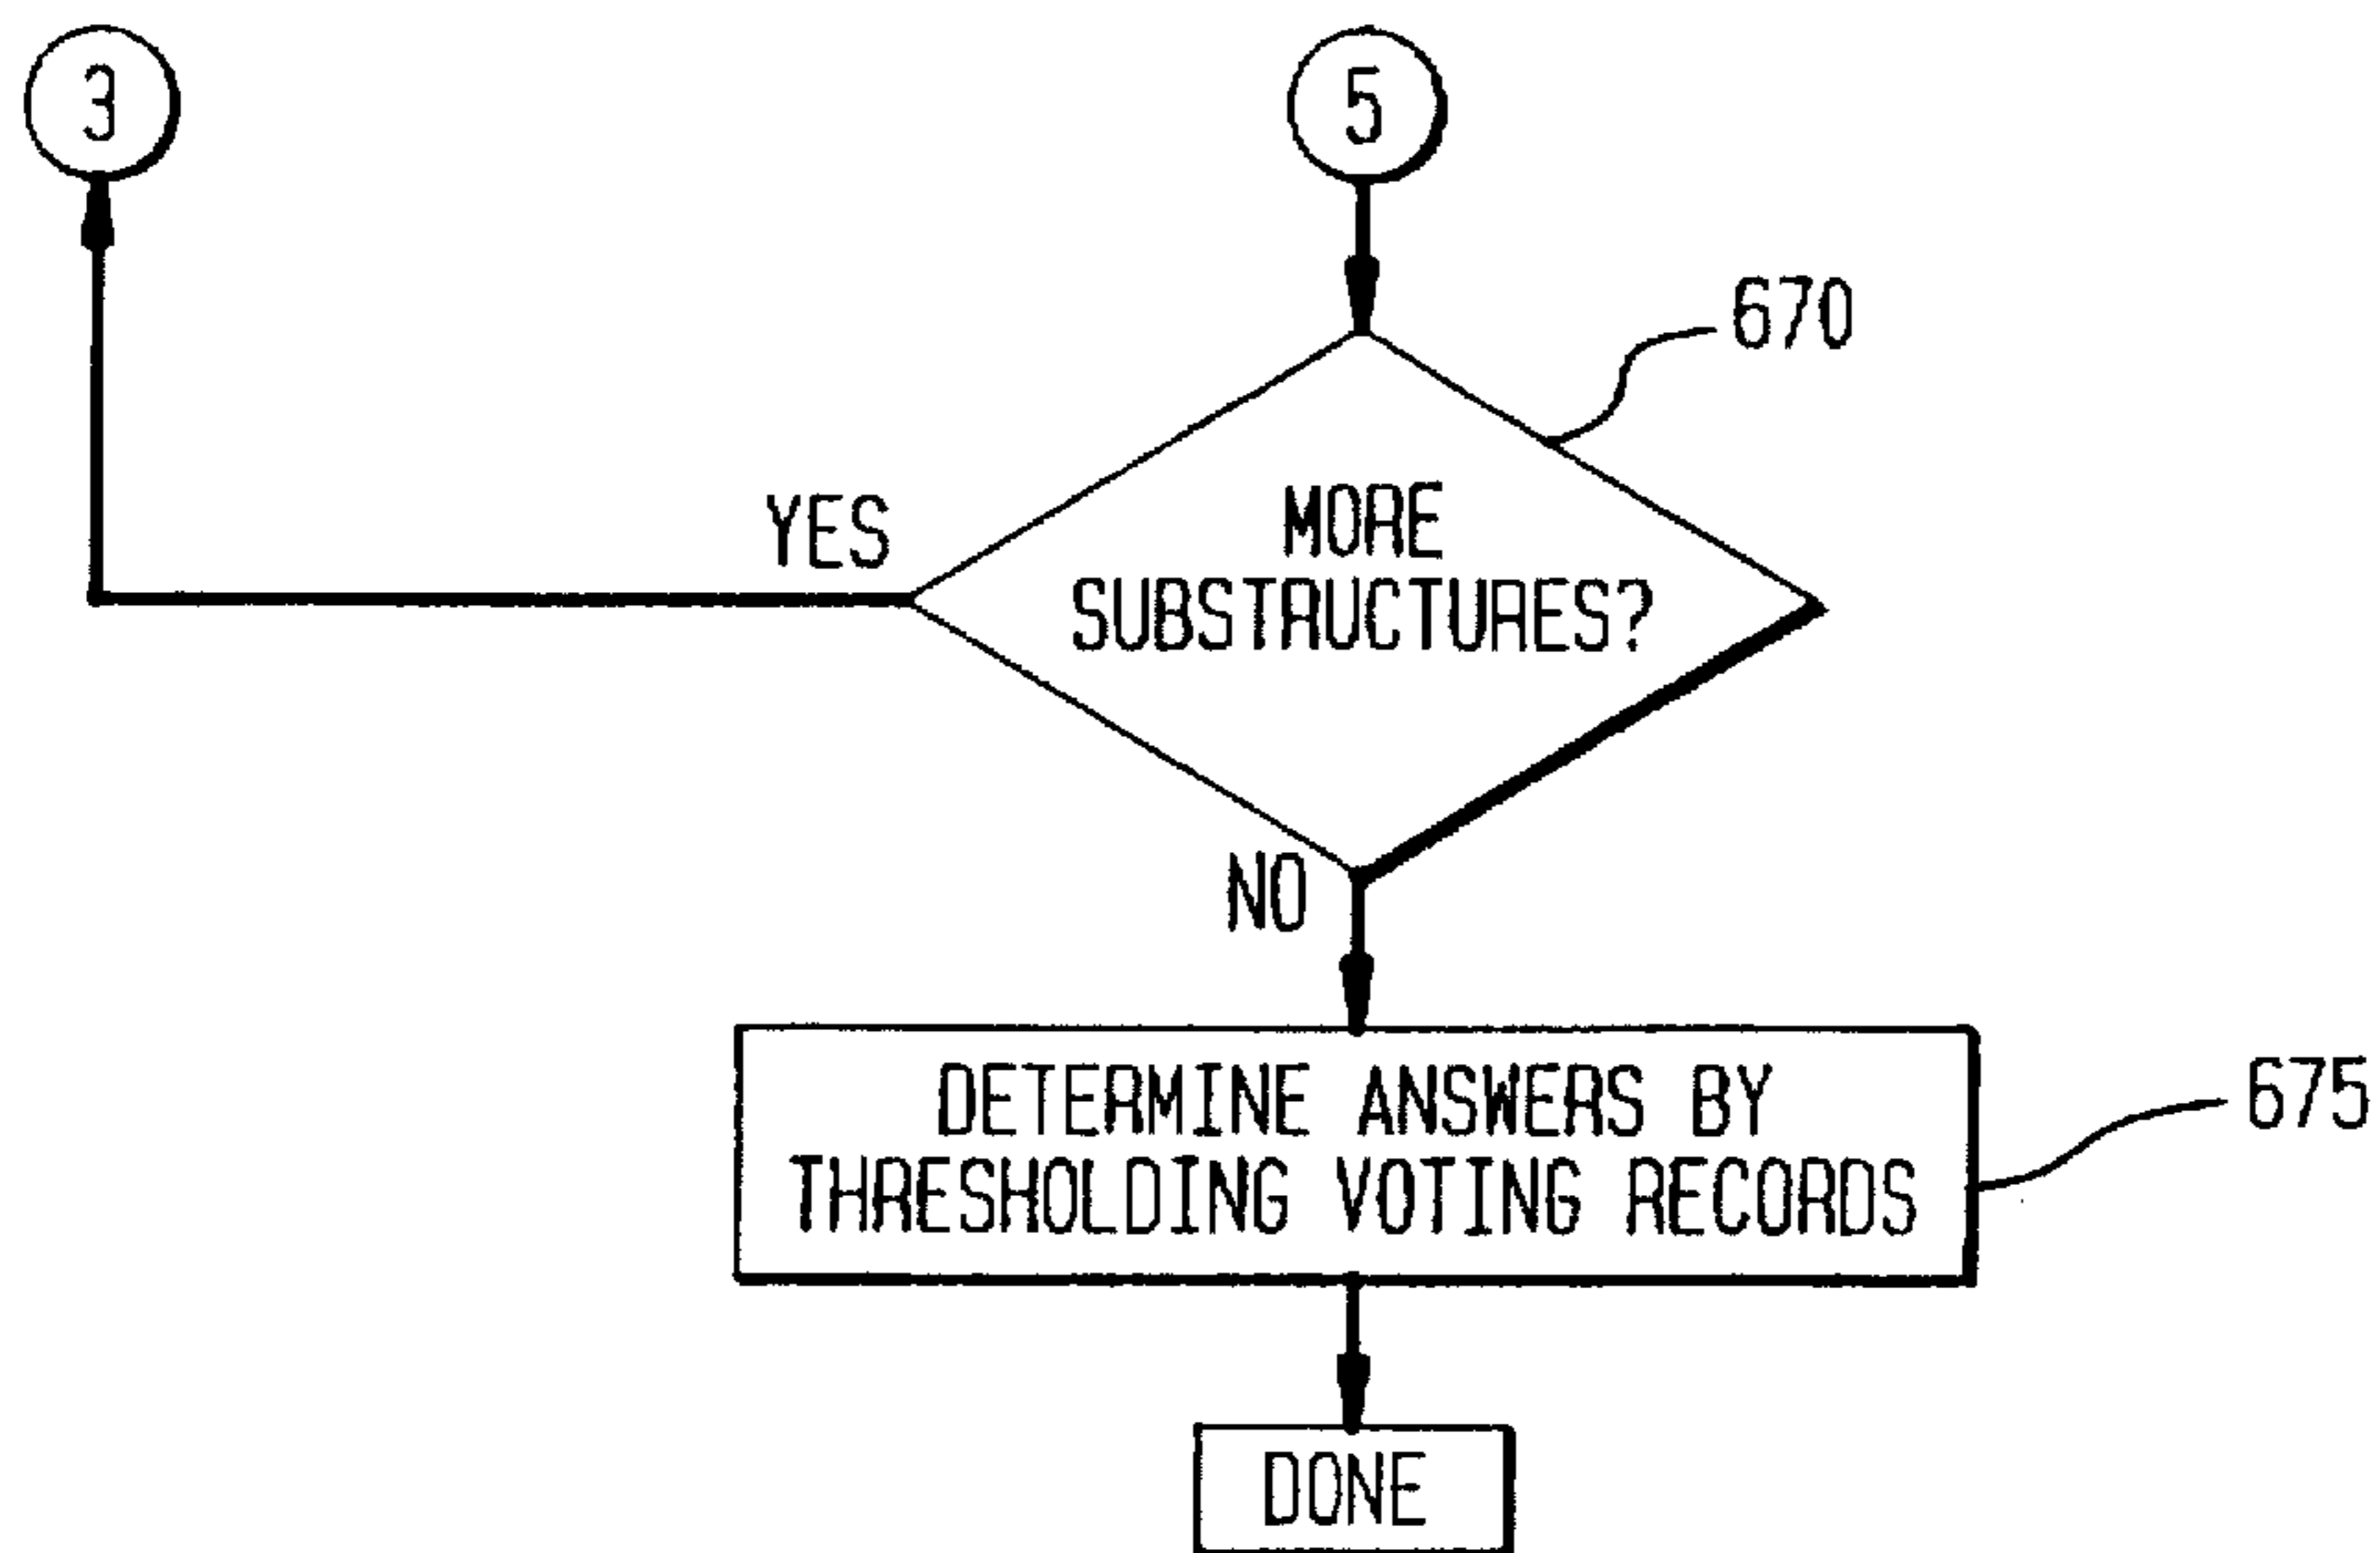 3
5
670
YES
MORE
SUBSTRUCTURES?
NO
DETERMINE ANSWERS BY
THRESHOLDING VOTING RECORDS
675
DONE